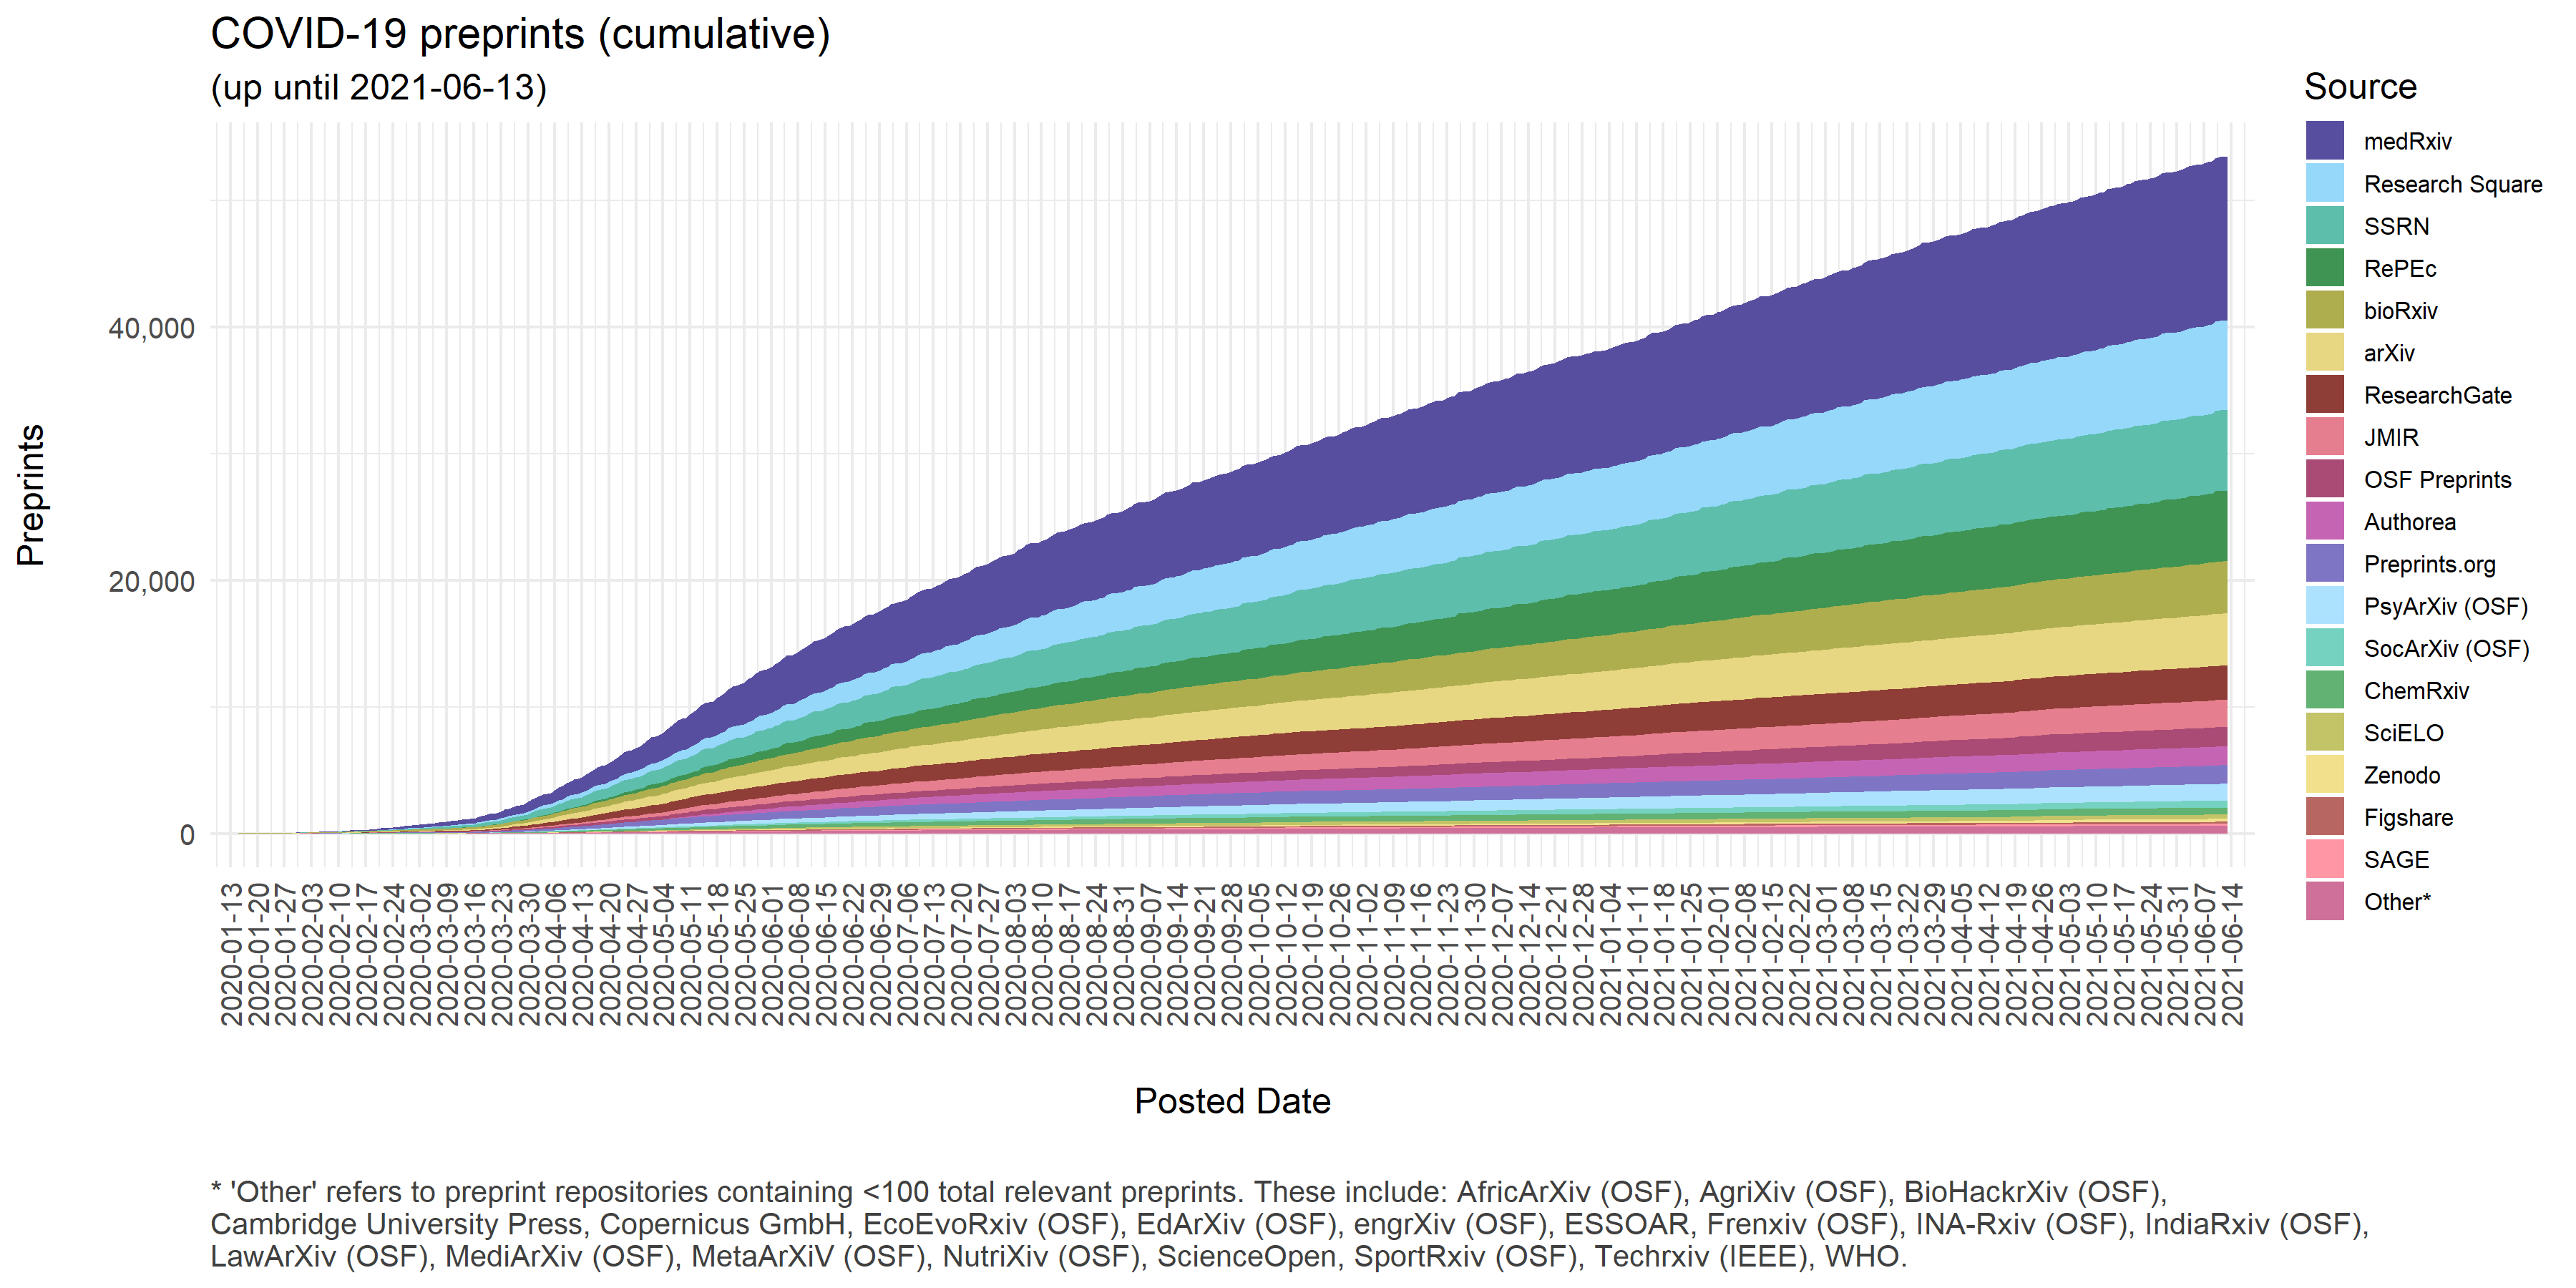 COVID-19 preprints (cumulative)
(up until 2021-06-13)
Source
medRxiv
Research Square
SSRN
RePEc
bioRxiv
arXiv
ResearchGate
JMIR
OSF Preprints
Authorea
Preprints.org
PsyArXiv (OSF)
SocArXiv (OSF)
ChemRxiv
SciELO
Zenodo
Figshare
SAGE
Other*
Preprints
40,000
20,000
0
2020-01-13
2020-01-20
2020-01-27
2020-02-03
2020-02-10
2020-02-17
2020-02-24
2020-03-02
2020-03-09
2020-03-16
2020-03-23
2020-03-30
2020-04-06
2020-04-13
2020-04-20
2020-04-27
2020-05-04
2020-05-11
2020-05-18
2020-05-25
2020-06-01
2020-06-08
2020-06-15
2020-06-22
2020-06-29
2020-07-06
2020-07-13
2020-07-20
2020-07-27
2020-08-03
2020-08-10
2020-08-17
2020-08-24
2020-08-31
2020-09-07
2020-09-14
2020-09-21
2020-09-28
2020-10-05
2020-10-12
2020-10-19
2020-10-26
2020-11-02
2020-11-09
2020-11-16
2020-11-23
2020-11-30
2020-12-07
2020-12-14
2020-12-21
2020-12-28
2021-01-04
2021-01-11
2021-01-18
2021-01-25
2021-02-01
2021-02-08
2021-02-15
2021-02-22
2021-03-01
2021-03-08
2021-03-15
2021-03-22
2021-03-29
2021-04-05
2021-04-12
2021-04-19
2021-04-26
2021-05-03
2021-05-10
2021-05-17
2021-05-24
2021-05-31
2021-06-07
2021-06-14
Posted Date
* 'Other' refers to preprint repositories containing <100 total relevant preprints. These include: AfricArXiv (OSF), AgriXiv (OSF), BioHackrXiv (OSF),
Cambridge University Press, Copernicus GmbH, EcoEvoRxiv (OSF), EdArXiv (OSF), engrXiv (OSF), ESSOAR, Frenxiv (OSF), INA-Rxiv (OSF), IndiaRxiv (OSF),
LawArXiv (OSF), MediArXiv (OSF), MetaArXiV (OSF), NutriXiv (OSF), ScienceOpen, SportRxiv (OSF), Techrxiv (IEEE), WHO.